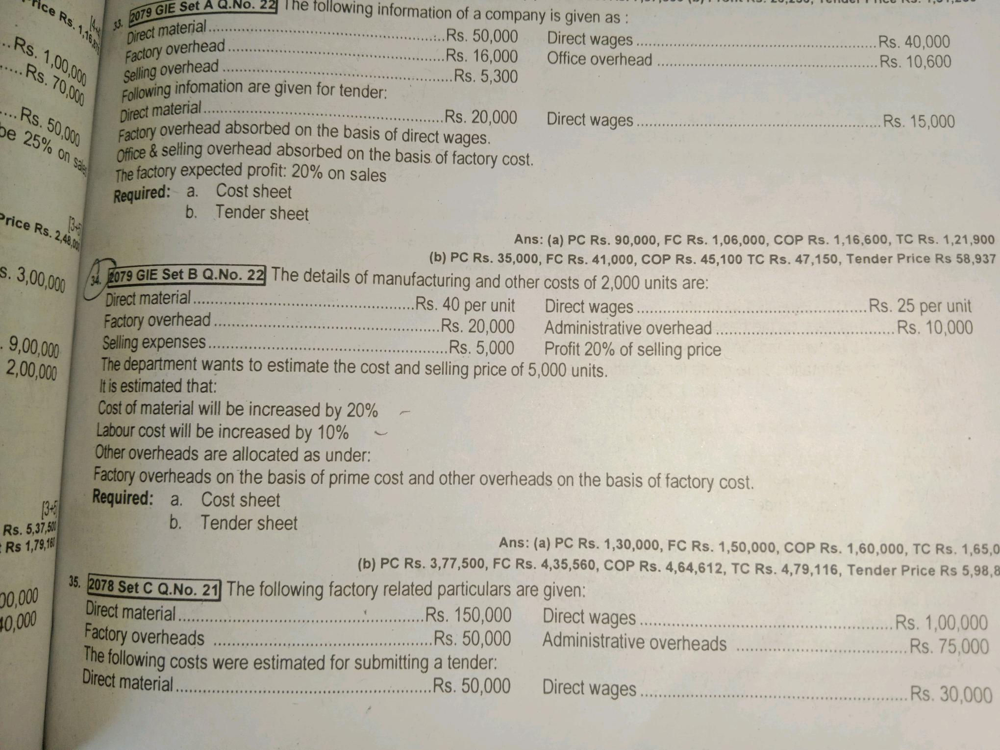 rice Rs. 1,16,875
.. Rs. 1,00,000
..... Rs. 70,000
.... Rs. 50,000
be 25% on sales
[3+5]
Price Rs. 2,48,000
s. 3,00,000
. 9,00,000
2,00,000
[3+5]
Rs. 5,37,500
Rs 1,79,160
00,000
40,000
33. 2079 GIE Set A Q.No. 22 The following information of a company is given as :
Direct material ........ Rs. 50,000 Direct wages ........ Rs. 40,000
Factory overhead ........ Rs. 16,000 Office overhead ........ Rs. 10,600
Selling overhead ........ Rs. 5,300
Following infomation are given for tender:
Direct material ........ Rs. 20,000 Direct wages ........ Rs. 15,000
Factory overhead absorbed on the basis of direct wages.
Office & selling overhead absorbed on the basis of factory cost.
The factory expected profit: 20% on sales
Required: a. Cost sheet
b. Tender sheet
Ans: (a) PC Rs. 90,000, FC Rs. 1,06,000, COP Rs. 1,16,600, TC Rs. 1,21,900
(b) PC Rs. 35,000, FC Rs. 41,000, COP Rs. 45,100 TC Rs. 47,150, Tender Price Rs 58,937
34. 2079 GIE Set B Q.No. 22 The details of manufacturing and other costs of 2,000 units are:
Direct material ........ Rs. 40 per unit Direct wages ........ Rs. 25 per unit
Factory overhead ........ Rs. 20,000 Administrative overhead ........ Rs. 10,000
Selling expenses ........ Rs. 5,000 Profit 20% of selling price
The department wants to estimate the cost and selling price of 5,000 units.
It is estimated that:
Cost of material will be increased by 20%
Labour cost will be increased by 10%
Other overheads are allocated as under:
Factory overheads on the basis of prime cost and other overheads on the basis of factory cost.
Required: a. Cost sheet
b. Tender sheet
Ans: (a) PC Rs. 1,30,000, FC Rs. 1,50,000, COP Rs. 1,60,000, TC Rs. 1,65,0
(b) PC Rs. 3,77,500, FC Rs. 4,35,560, COP Rs. 4,64,612, TC Rs. 4,79,116, Tender Price Rs 5,98,8
35. 2078 Set C Q.No. 21 The following factory related particulars are given:
Direct material ........ Rs. 150,000 Direct wages ........ Rs. 1,00,000
Factory overheads ........ Rs. 50,000 Administrative overheads ........ Rs. 75,000
The following costs were estimated for submitting a tender:
Direct material ........ Rs. 50,000 Direct wages ........ Rs. 30,000